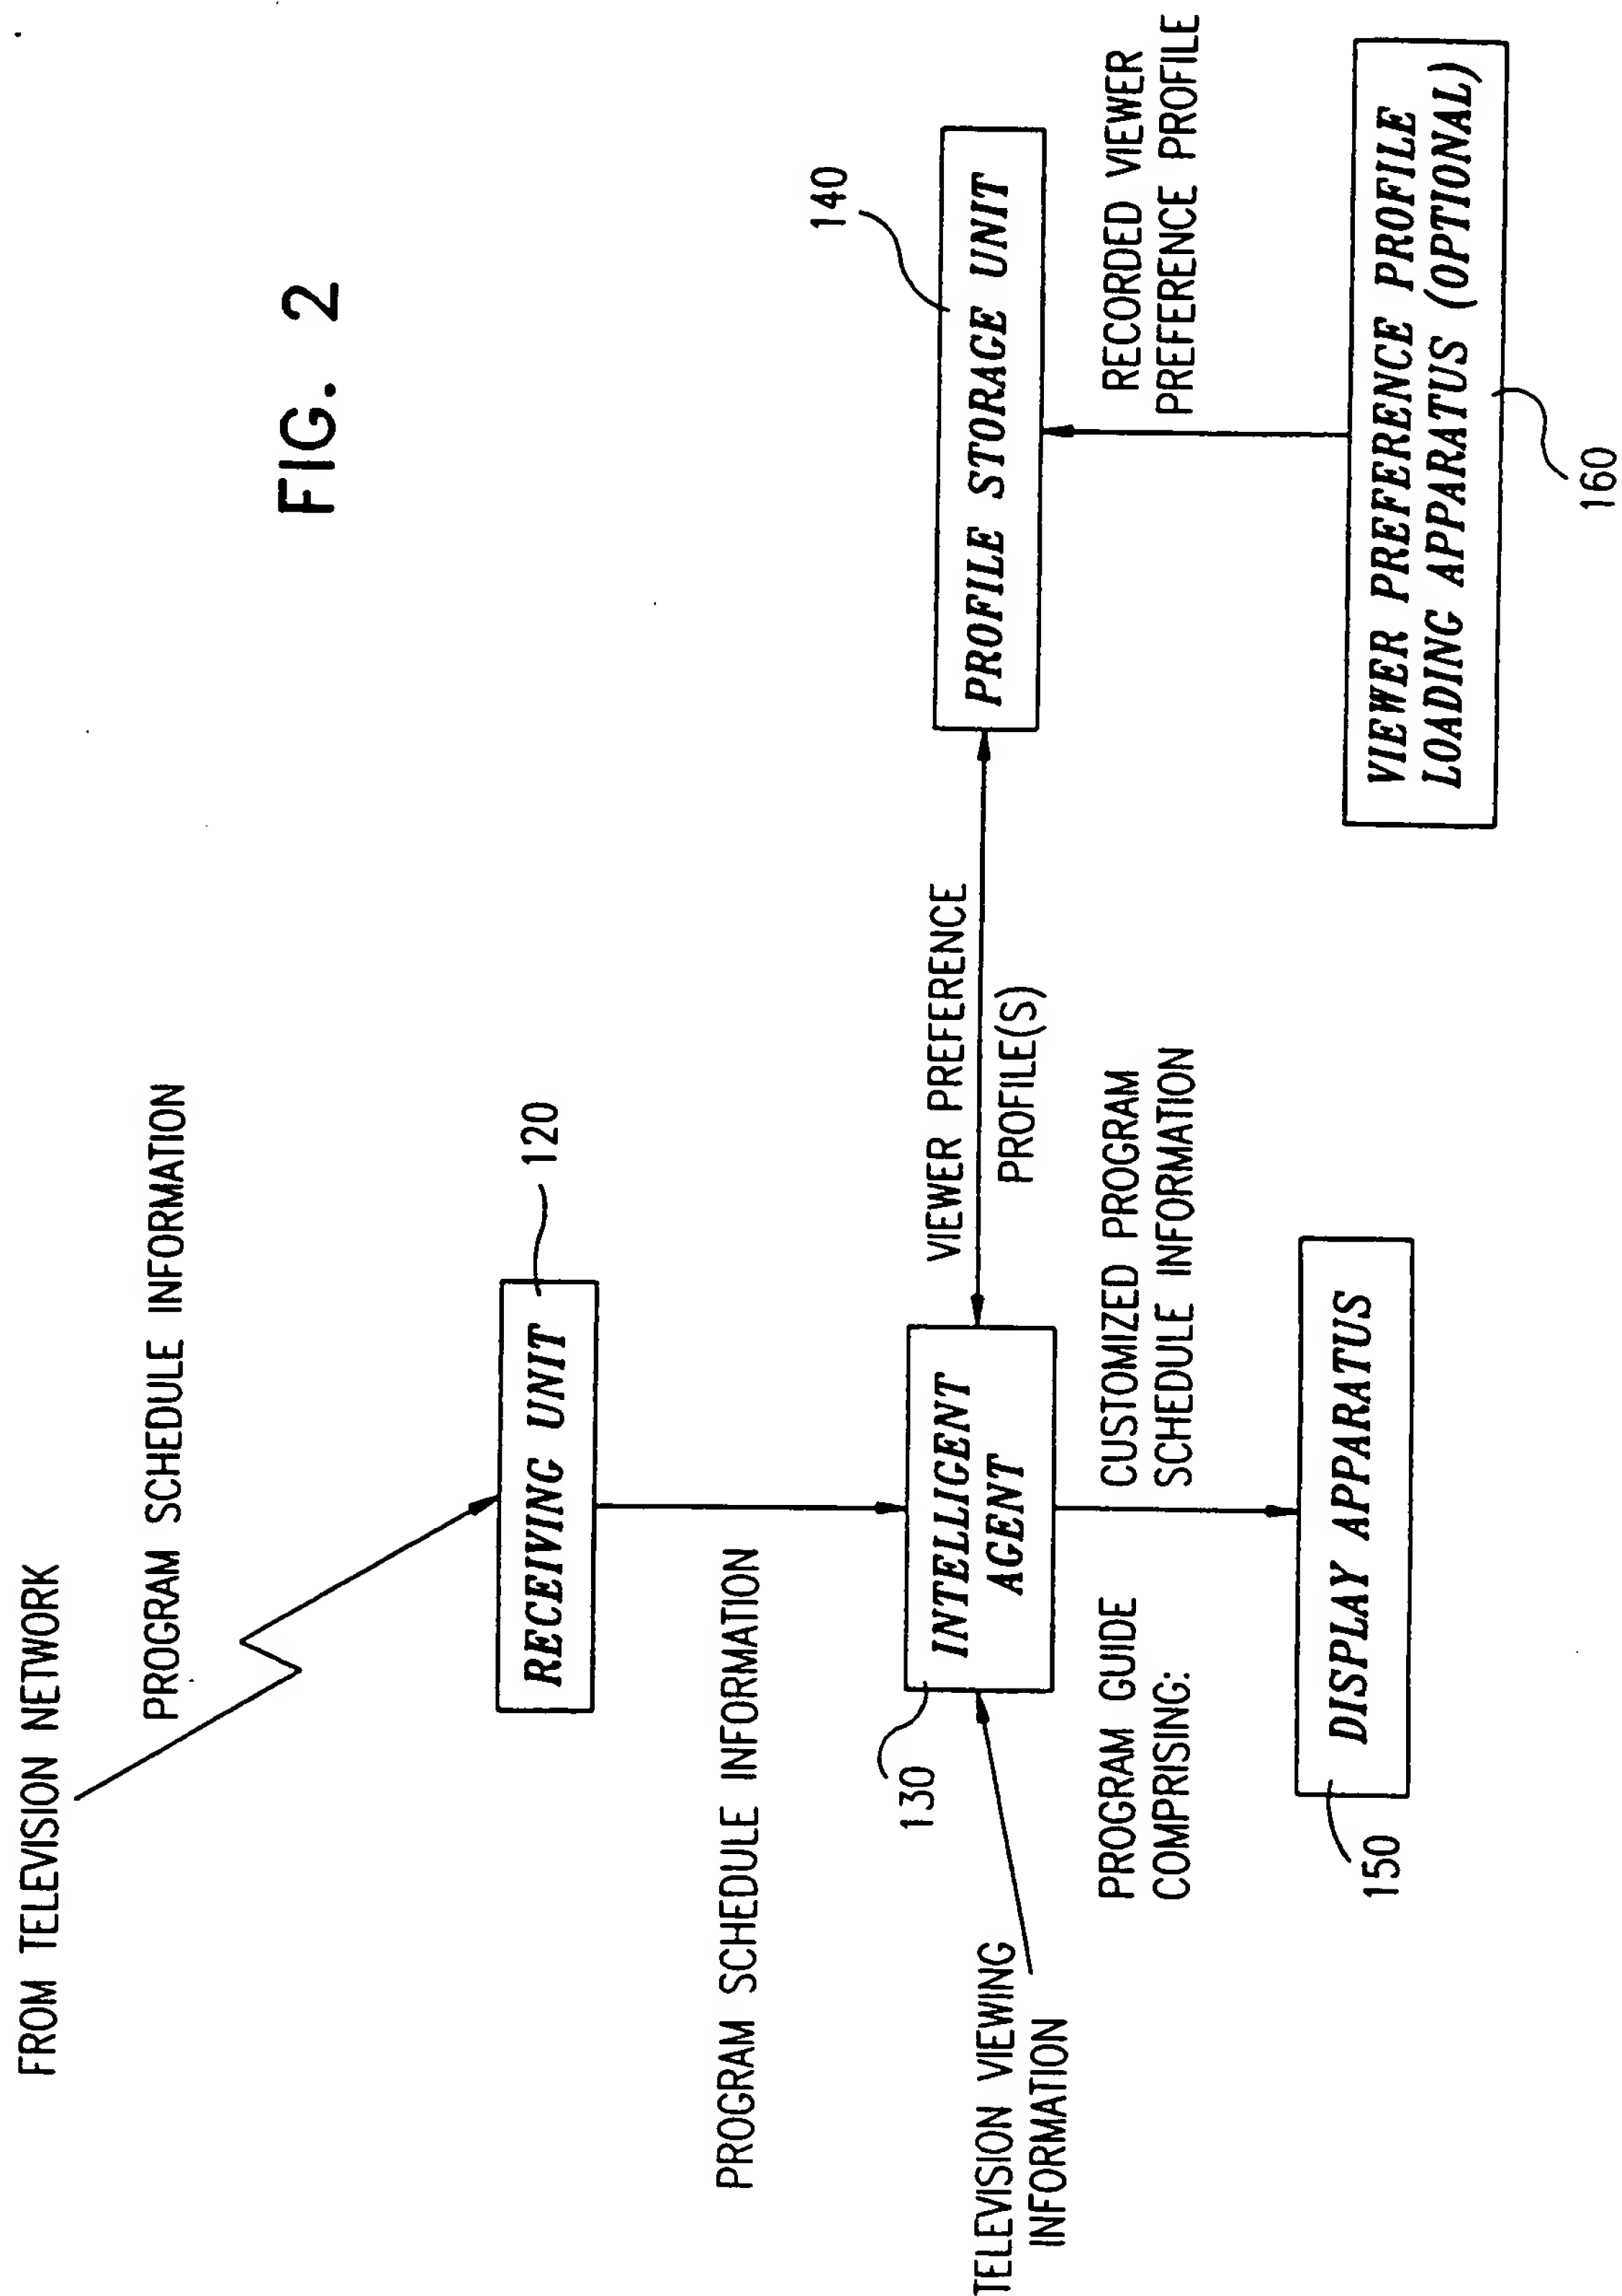 FIG. 2
FROM TELEVISION NETWORK
PROGRAM SCHEDULE INFORMATION
120
RECEIVING UNIT
PROGRAM SCHEDULE INFORMATION
140
VIEWER PREFERENCE
PROFILE(S)
PROFILE STORAGE UNIT
130
INTELLIGENT
AGENT
TELEVISION VIEWING
INFORMATION
PROGRAM GUIDE
COMPRISING:
CUSTOMIZED PROGRAM
SCHEDULE INFORMATION
RECORDED VIEWER
PREFERENCE PROFILE
150
DISPLAY APPARATUS
VIEWER PREFERENCE PROFILE
LOADING APPARATUS (OPTIONAL)
160